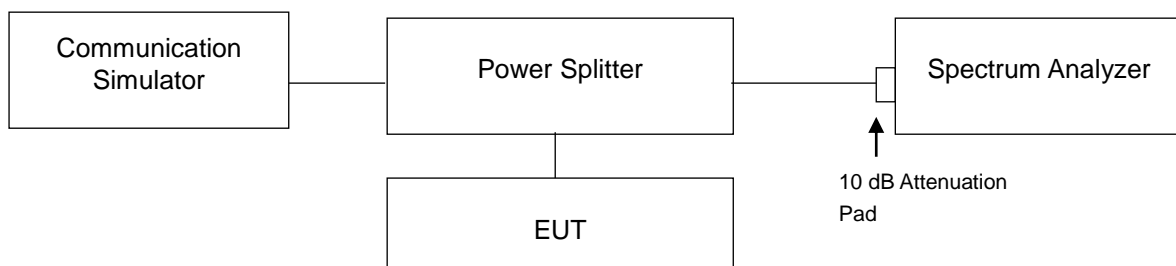 Communication
Simulator
Power Splitter
Spectrum Analyzer
10 dB Attenuation
Pad
EUT